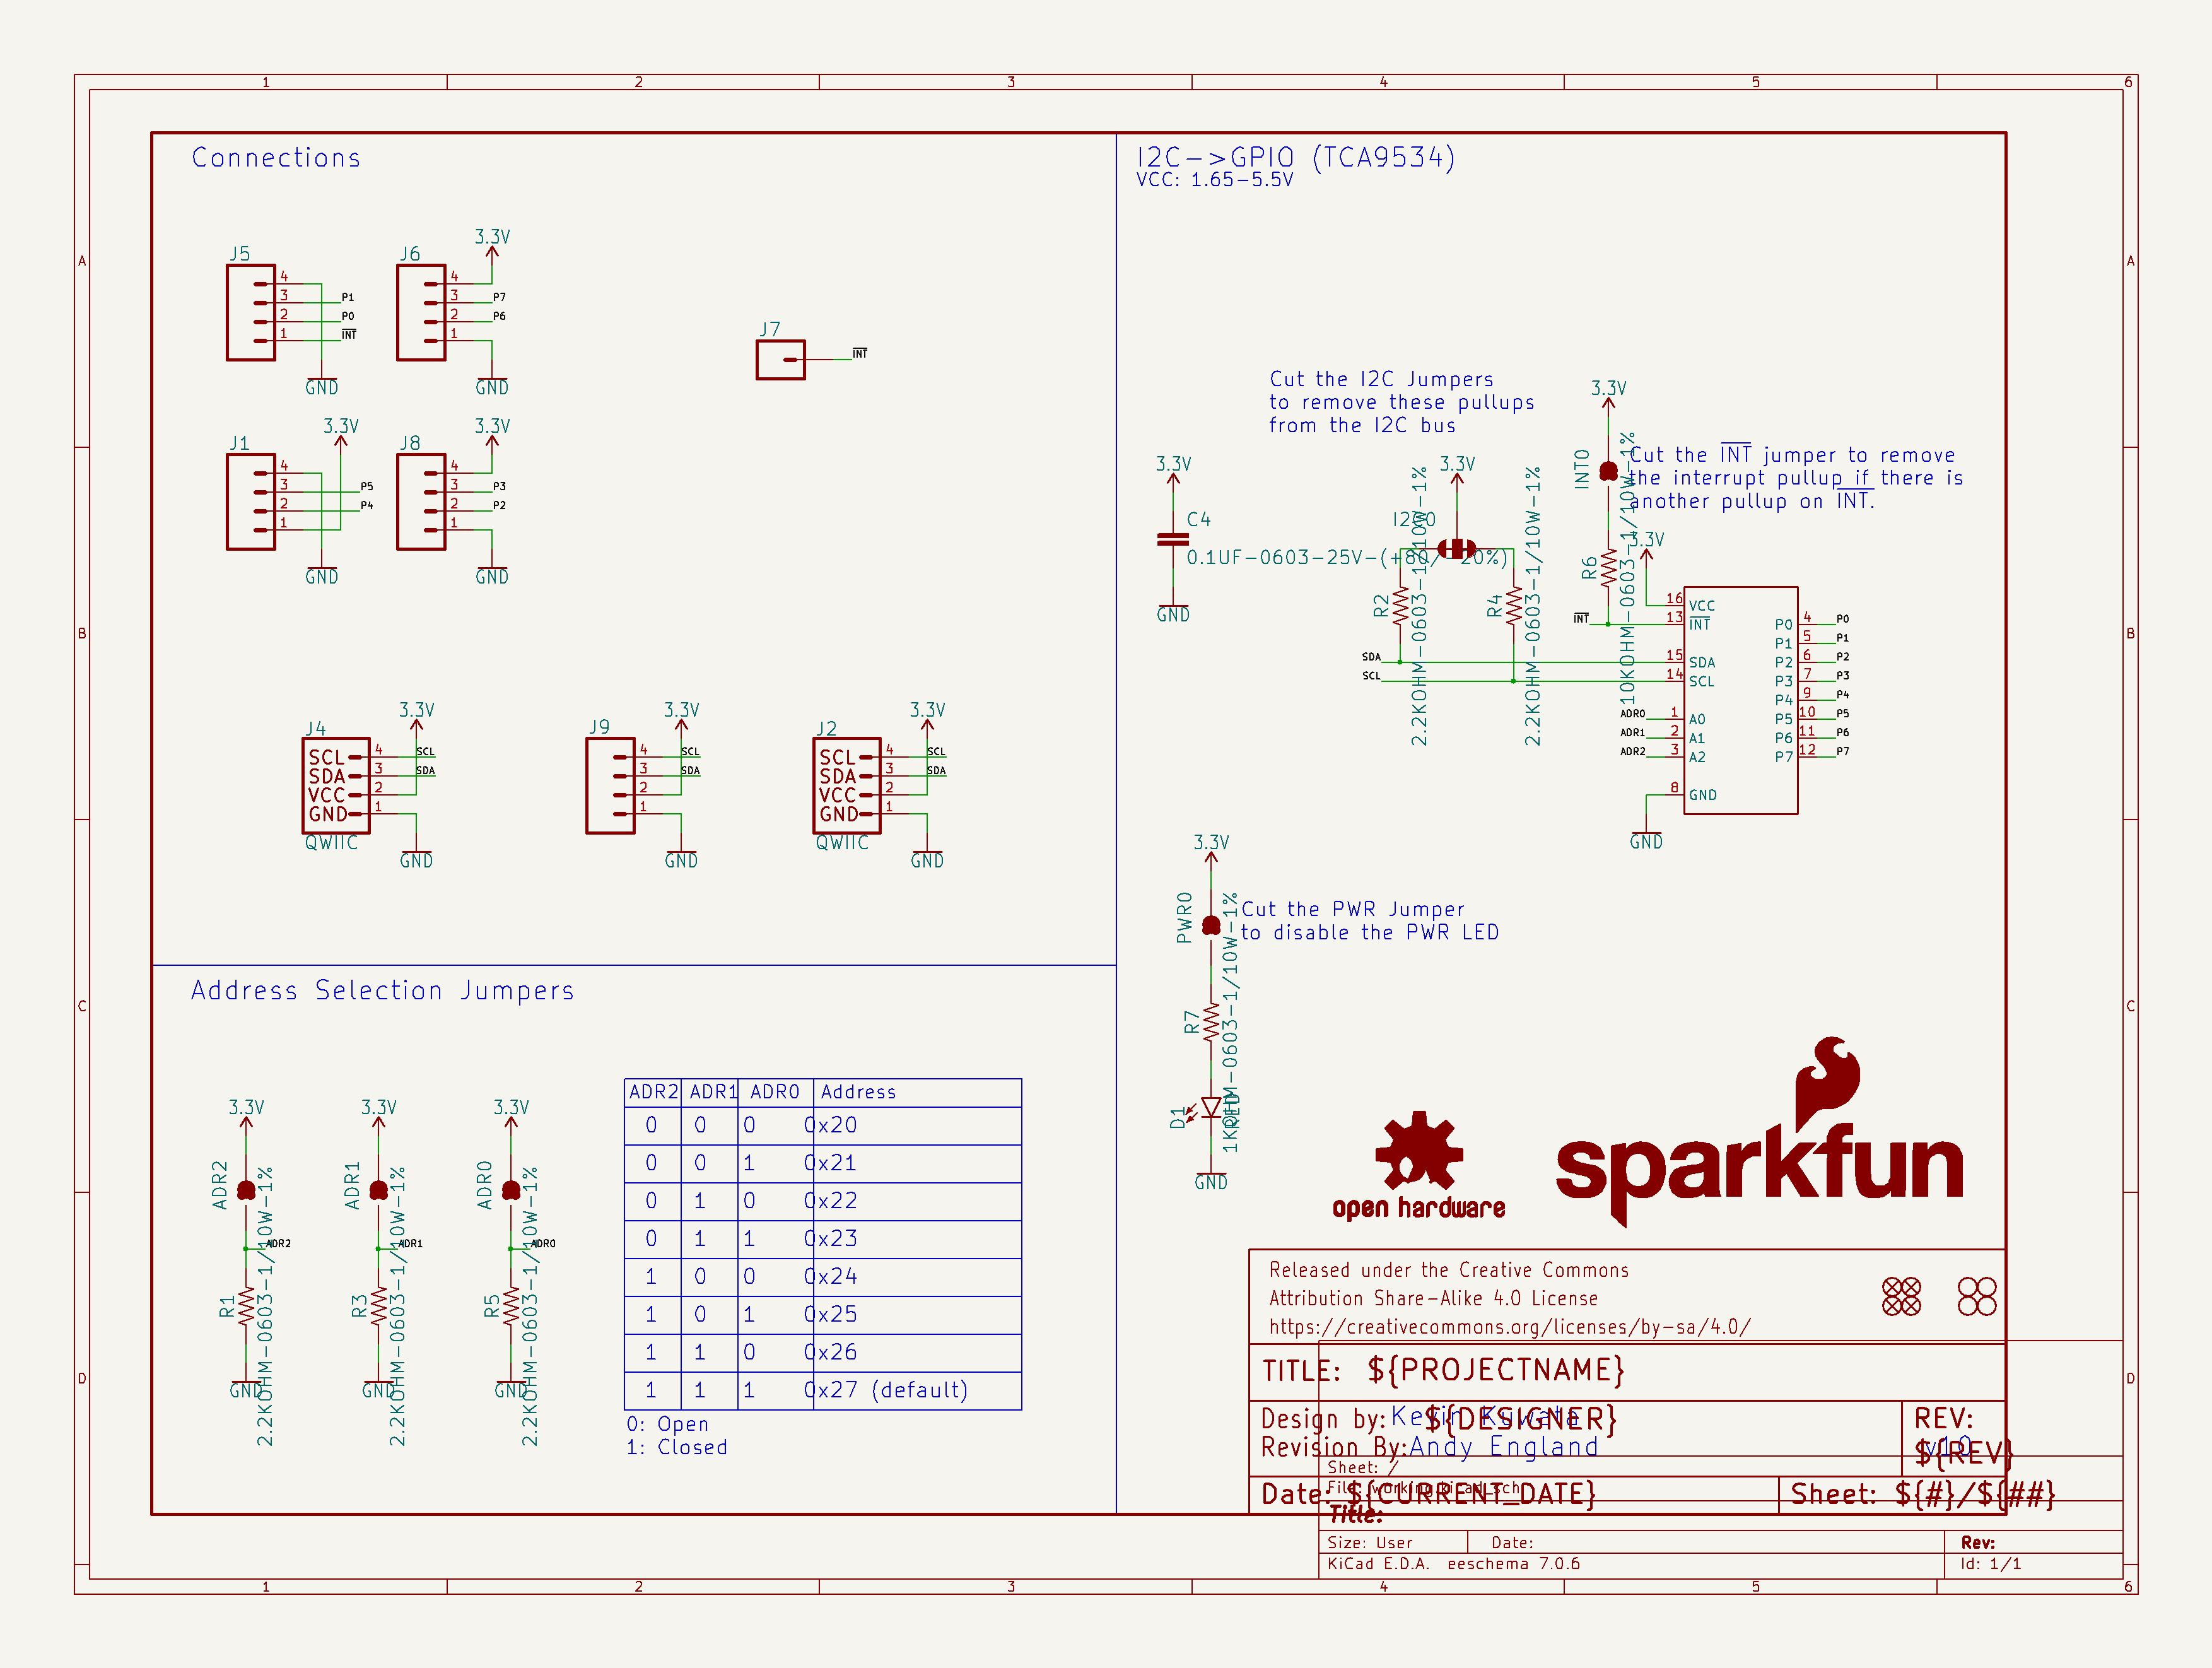 1 2 3 4 5 6
A
B
C
D
A
B
C
D
Connections
J5
4
3
2
1
P1
P0
INT
GND
J6
3.3V
4
3
2
1
P7
P6
GND
J7
INT
J1
3.3V
4
3
2
1
P5
P4
GND
J8
3.3V
4
3
2
1
P3
P2
GND
J4
3.3V
SCL 4 SCL
SDA 3 SDA
VCC 2
GND 1
QWIIC
GND
J9
3.3V
4 SCL
3 SDA
2
1
GND
J2
3.3V
SCL 4 SCL
SDA 3 SDA
VCC 2
GND 1
QWIIC
GND
Address Selection Jumpers
3.3V
ADR2
ADR2
R1
2.2KOHM-0603-1/10W-1%
GND
3.3V
ADR1
ADR1
R3
2.2KOHM-0603-1/10W-1%
GND
3.3V
ADR0
ADR0
R5
2.2KOHM-0603-1/10W-1%
GND
ADR2 ADR1 ADR0 Address
0 0 0 0x20
0 0 1 0x21
0 1 0 0x22
0 1 1 0x23
1 0 0 0x24
1 0 1 0x25
1 1 0 0x26
1 1 1 0x27 (default)
0: Open
1: Closed
I2C->GPIO (TCA9534)
VCC: 1.65-5.5V
Cut the I2C Jumpers
to remove these pullups
from the I2C bus
3.3V
C4
0.1UF-0603-25V-(+80/-20%)
GND
3.3V
I2C0
R2
2.2KOHM-0603-1/10W-1%
R4
2.2KOHM-0603-1/10W-1%
3.3V
INT0
R6
10KOHM-0603-1/10W-1%
Cut the INT jumper to remove
the interrupt pullup if there is
another pullup on INT.
3.3V
INT
SDA
SCL
ADR0
ADR1
ADR2
16 VCC
13 INT
15 SDA
14 SCL
1 A0
2 A1
3 A2
8 GND
P0 4 P0
P1 5 P1
P2 6 P2
P3 7 P3
P4 9 P4
P5 10 P5
P6 11 P6
P7 12 P7
GND
3.3V
PWR0
Cut the PWR Jumper
to disable the PWR LED
R7
1KOHM-0603-1/10W-1%
D1
RED
GND
open hardware
sparkfun
Released under the Creative Commons
Attribution Share-Alike 4.0 License
https://creativecommons.org/licenses/by-sa/4.0/
TITLE: ${PROJECTNAME}
Design by: Kevin Kuwata
${DESIGNER}
Revision By: Andy England
REV:
v10
${REV}
Date: ${CURRENT_DATE}
Sheet: ${#}/${##}
Sheet: /
File: working.kicad_sch
Title:
Size: User Date: Rev:
KiCad E.D.A. eeschema 7.0.6 Id: 1/1
1 2 3 4 5 6